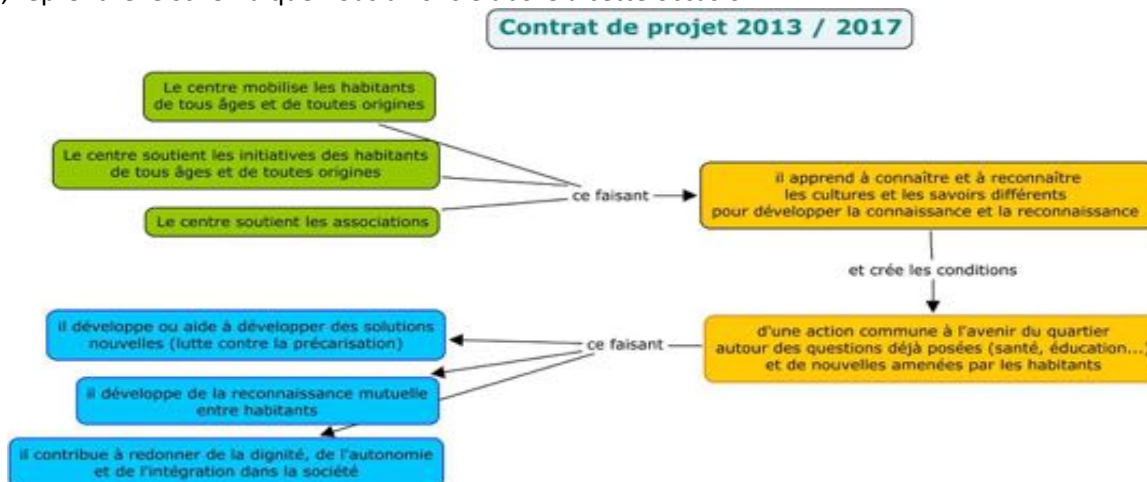 Contrat de projet 2013 / 2017
Le centre mobilise les habitants
de tous âges et de toutes origines
Le centre soutient les initiatives des habitants
de tous âges et de toutes origines
Le centre soutient les associations
ce faisant
il apprend à connaître et à reconnaître
les cultures et les savoirs différents
pour développer la connaissance et la reconnaissance
et crée les conditions
d'une action commune à l'avenir du quartier
autour des questions déjà posées (santé, éducation...)
et de nouvelles amenées par les habitants
ce faisant
il développe ou aide à développer des solutions
nouvelles (lutte contre la précarisation)
il développe de la reconnaissance mutuelle
entre habitants
il contribue à redonner de la dignité, de l'autonomie
et de l'intégration dans la société